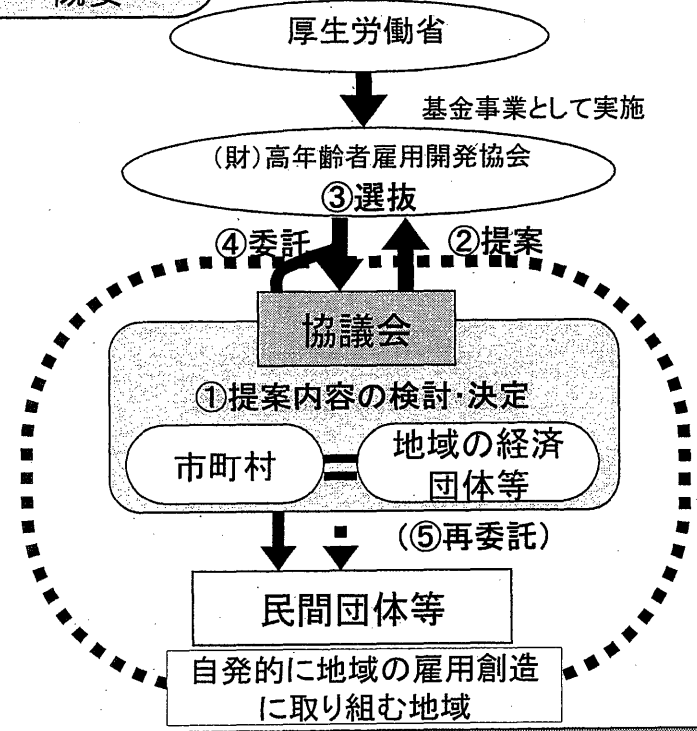 概要
厚生労働省
基金事業として実施
(財)高年齢者雇用開発協会
③選抜
④委託
②提案
協議会
①提案内容の検討・決定
市町村
地域の経済
団体等
(⑤再委託)
民間団体等
自発的に地域の雇用創造
に取り組む地域